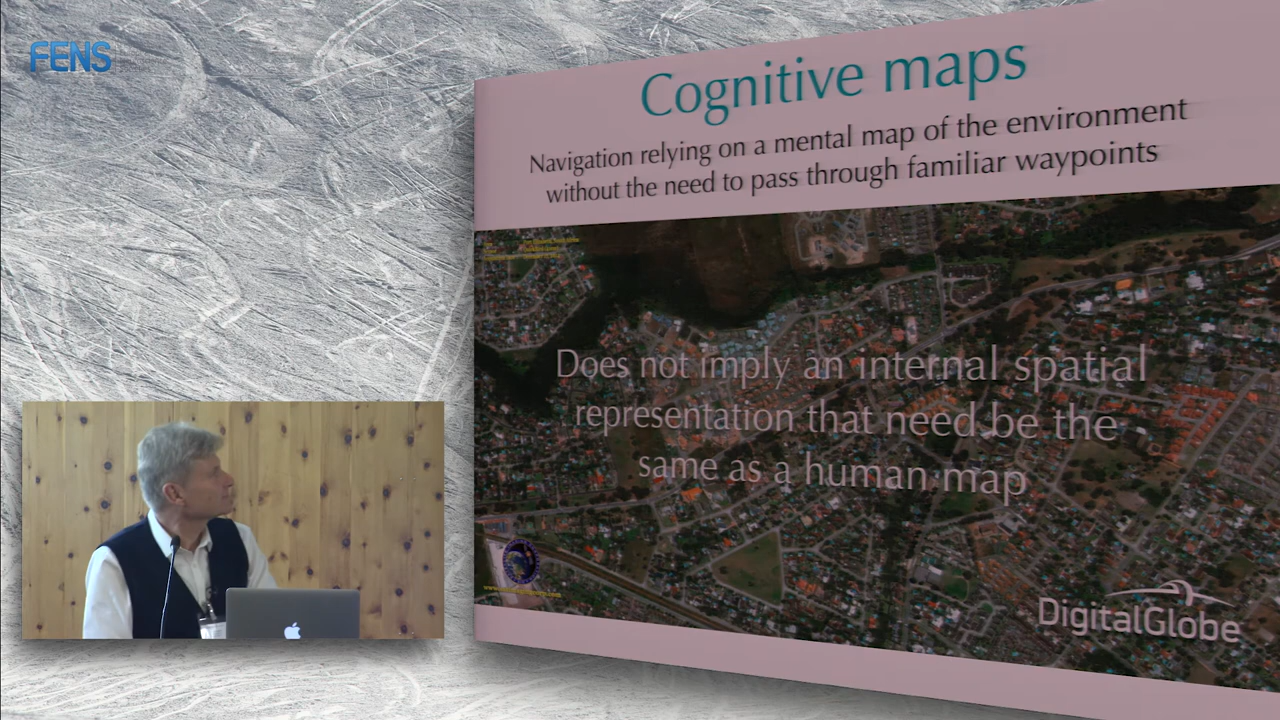 FENS
Cognitive maps
Navigation relying on a mental map of the environment
without the need to pass through familiar waypoints
Does not imply an internal spatial
representation that need be the
same as a human map
DigitalGlobe